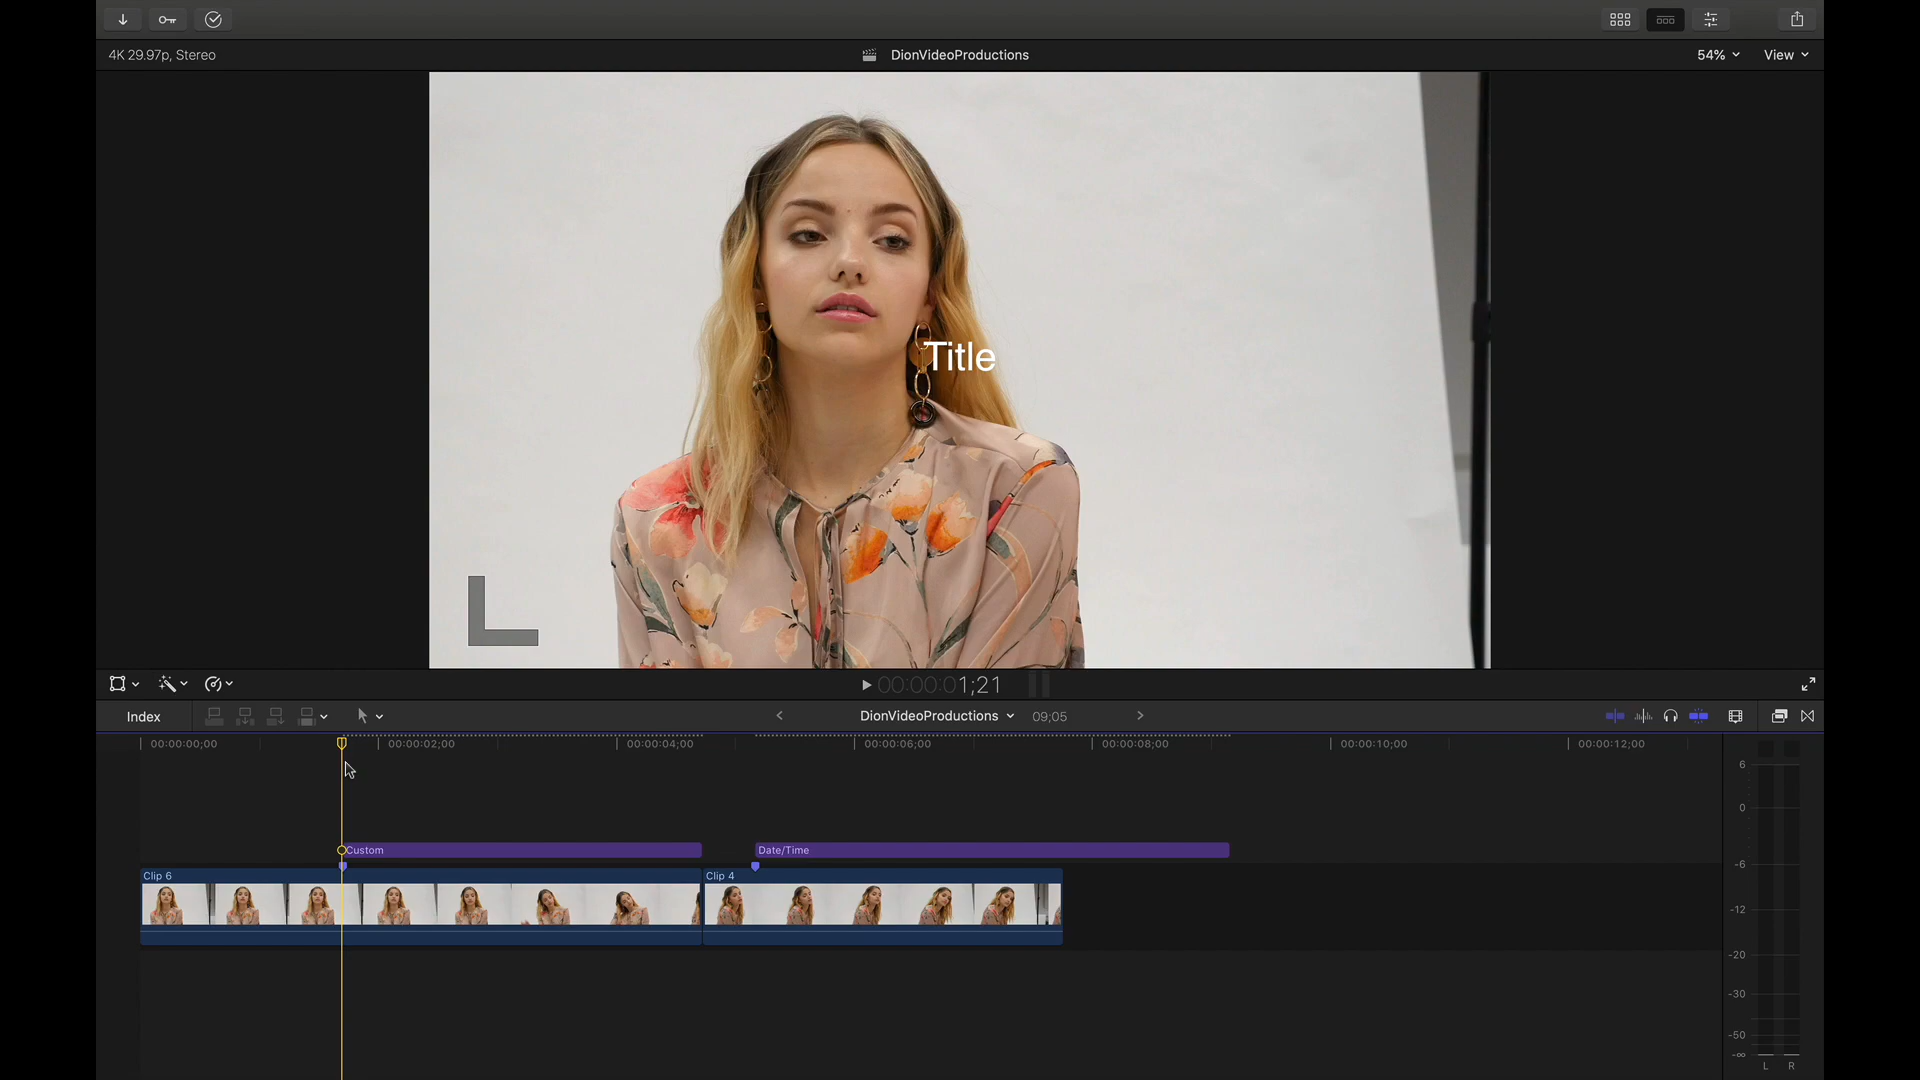 4K 29.97p, Stereo
DionVideoProductions
54%
View
Title
00:00:01;21
Index
DionVideoProductions
09;05
00:00:00;00
00:00:02;00
00:00:04;00
00:00:06;00
00:00:08;00
00:00:10;00
00:00:12;00
Custom
Date/Time
Clip 6
Clip 4
6
0
-6
-12
-20
-30
-50
-∞
L R